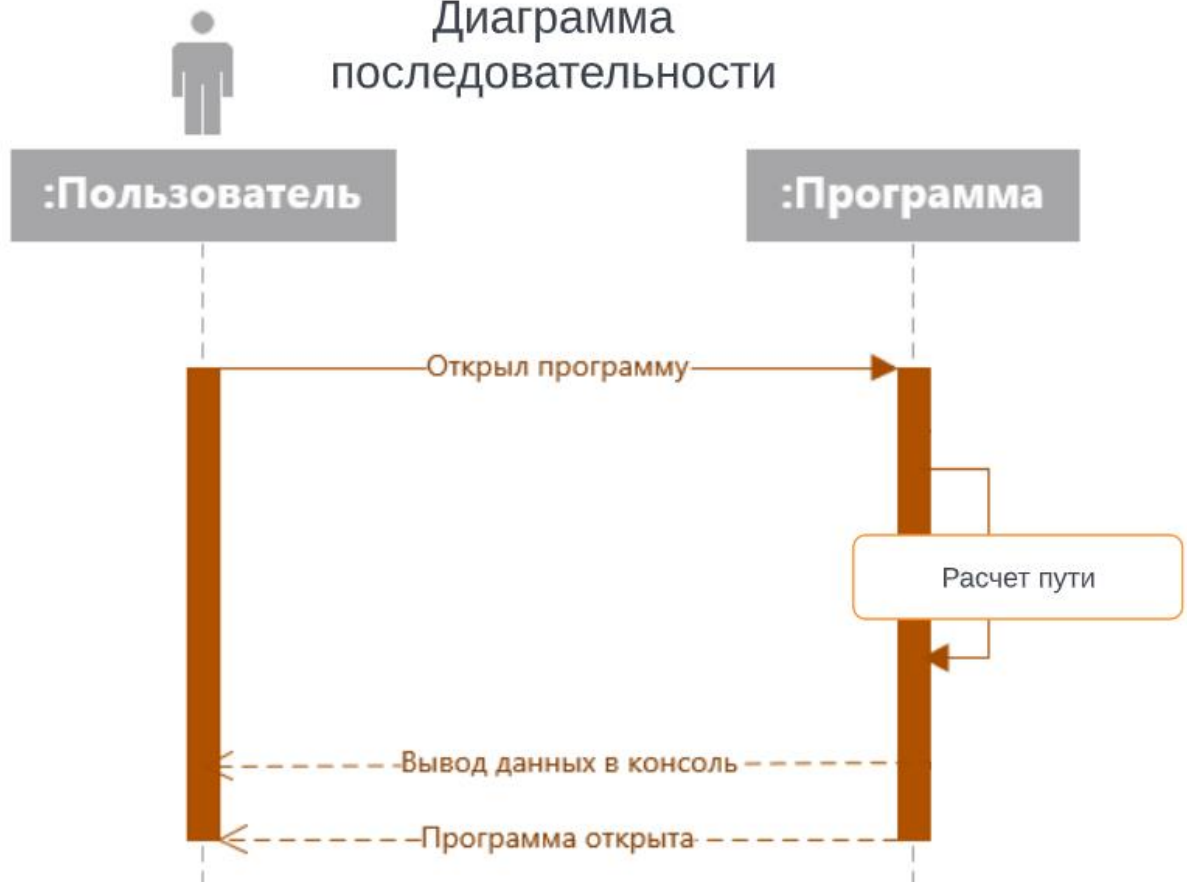 Диаграмма
последовательности
:Пользователь
:Программа
Открыл программу
Расчет пути
Вывод данных в консоль
Программа открыта